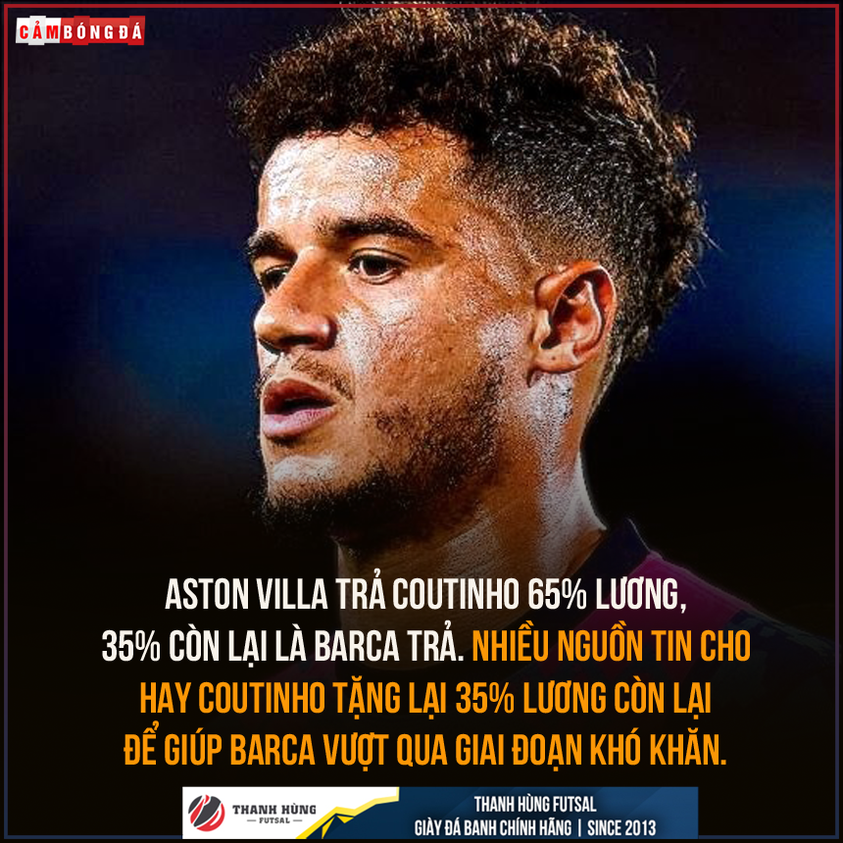 CẢMBÓNGĐÁ
ASTON VILLA TRẢ COUTINHO 65% LƯƠNG,
35% CÒN LẠI LÀ BARCA TRẢ. NHIỀU NGUỒN TIN CHO
HAY COUTINHO TẶNG LẠI 35% LƯƠNG CÒN LẠI
ĐỂ GIÚP BARCA VƯỢT QUA GIAI ĐOẠN KHÓ KHĂN.
THANH HÙNG
FUTSAL
THANH HÙNG FUTSAL
GIÀY ĐÁ BANH CHÍNH HÃNG | SINCE 2013